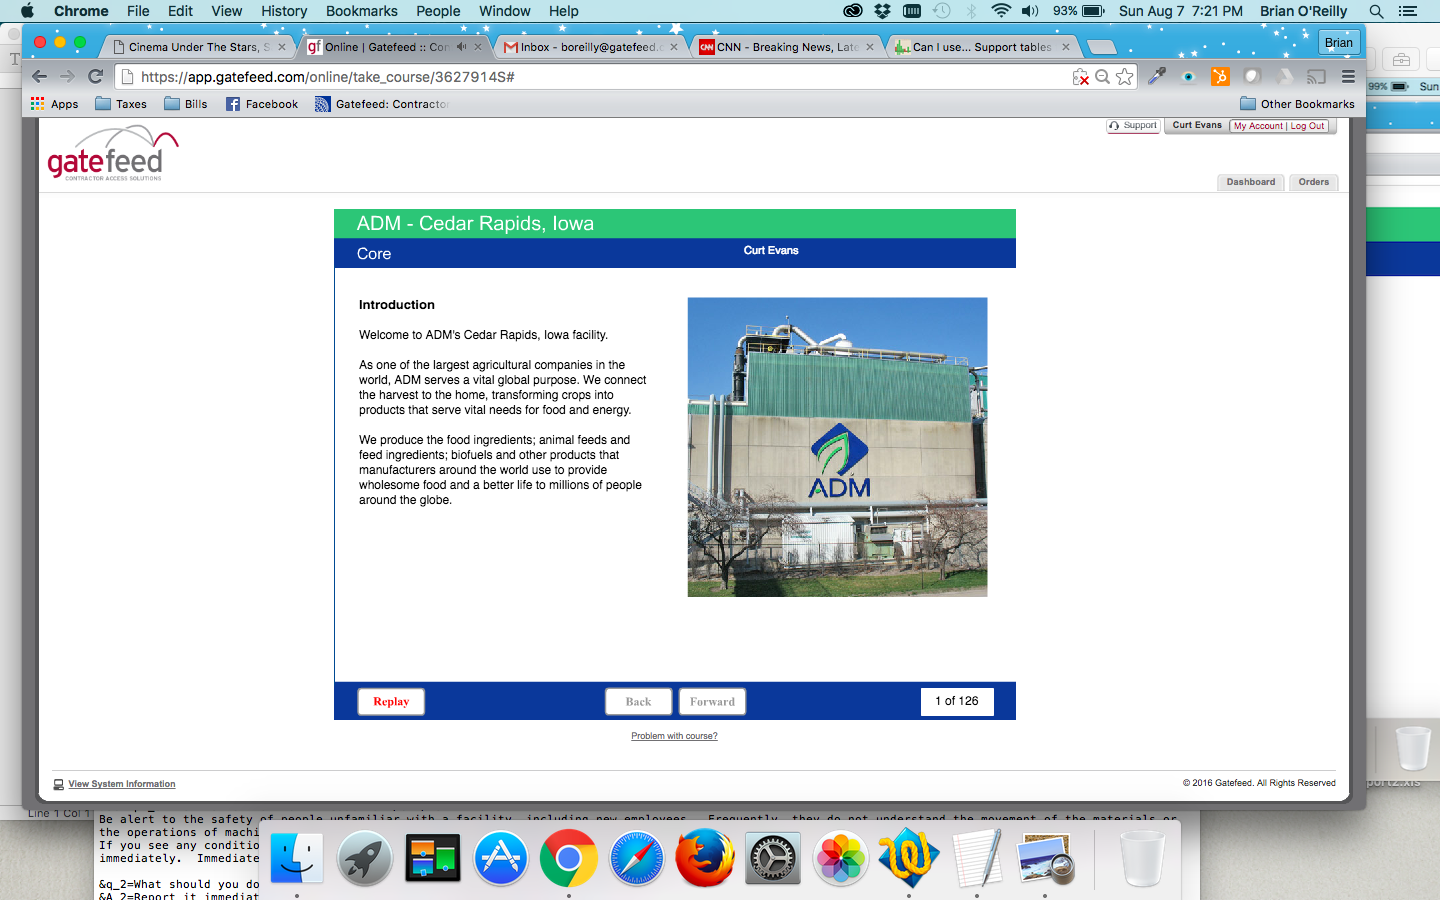 Chrome File Edit View History Bookmarks People Window Help 93% Sun Aug 7 7:21 PM Brian O'Reilly
Cinema Under The Stars, S
gf Online | Gatefeed :: Con
Inbox - boreilly@gatefeed.c
CNN CNN - Breaking News, Late
Can I use... Support tables
Brian
https://app.gatefeed.com/online/take_course/3627914S#
99% Sun
Apps Taxes Bills Facebook Gatefeed: Contractor Other Bookmarks
gatefeed
CONTRACTOR ACCESS SOLUTIONS
Support Curt Evans My Account | Log Out
Dashboard Orders
ADM - Cedar Rapids, Iowa
Core Curt Evans
Introduction
Welcome to ADM's Cedar Rapids, Iowa facility.
As one of the largest agricultural companies in the
world, ADM serves a vital global purpose. We connect
the harvest to the home, transforming crops into
products that serve vital needs for food and energy.
We produce the food ingredients; animal feeds and
feed ingredients; biofuels and other products that
manufacturers around the world use to provide
wholesome food and a better life to millions of people
around the globe.
ADM
Replay Back Forward 1 of 126
Problem with course?
View System Information © 2016 Gatefeed. All Rights Reserved
Line 1 Col 1
Be alert to the safety of people unfamiliar with a facility, including new employees. Frequently, they do not understand the movement of the materials or
the operations of machi
If you see any conditio
immediately. Immediate
&q_2=What should you do
&A_2=Report it immediat